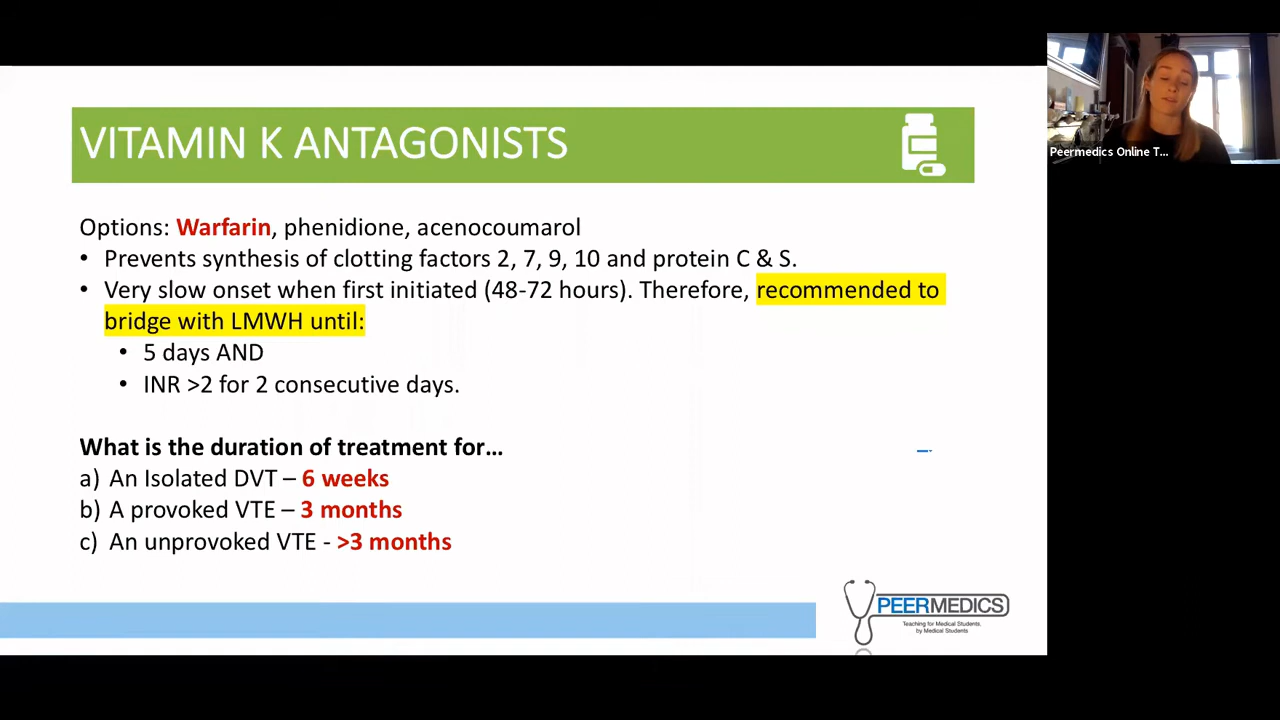 VITAMIN K ANTAGONISTS
Peermedics Online T...
Options: Warfarin, phenidione, acenocoumarol
• Prevents synthesis of clotting factors 2, 7, 9, 10 and protein C & S.
• Very slow onset when first initiated (48-72 hours). Therefore, recommended to
bridge with LMWH until:
• 5 days AND
• INR >2 for 2 consecutive days.
What is the duration of treatment for...
a) An Isolated DVT – 6 weeks
b) A provoked VTE – 3 months
c) An unprovoked VTE - >3 months
PEERMEDICS
Teaching for Medical Students,
by Medical Students